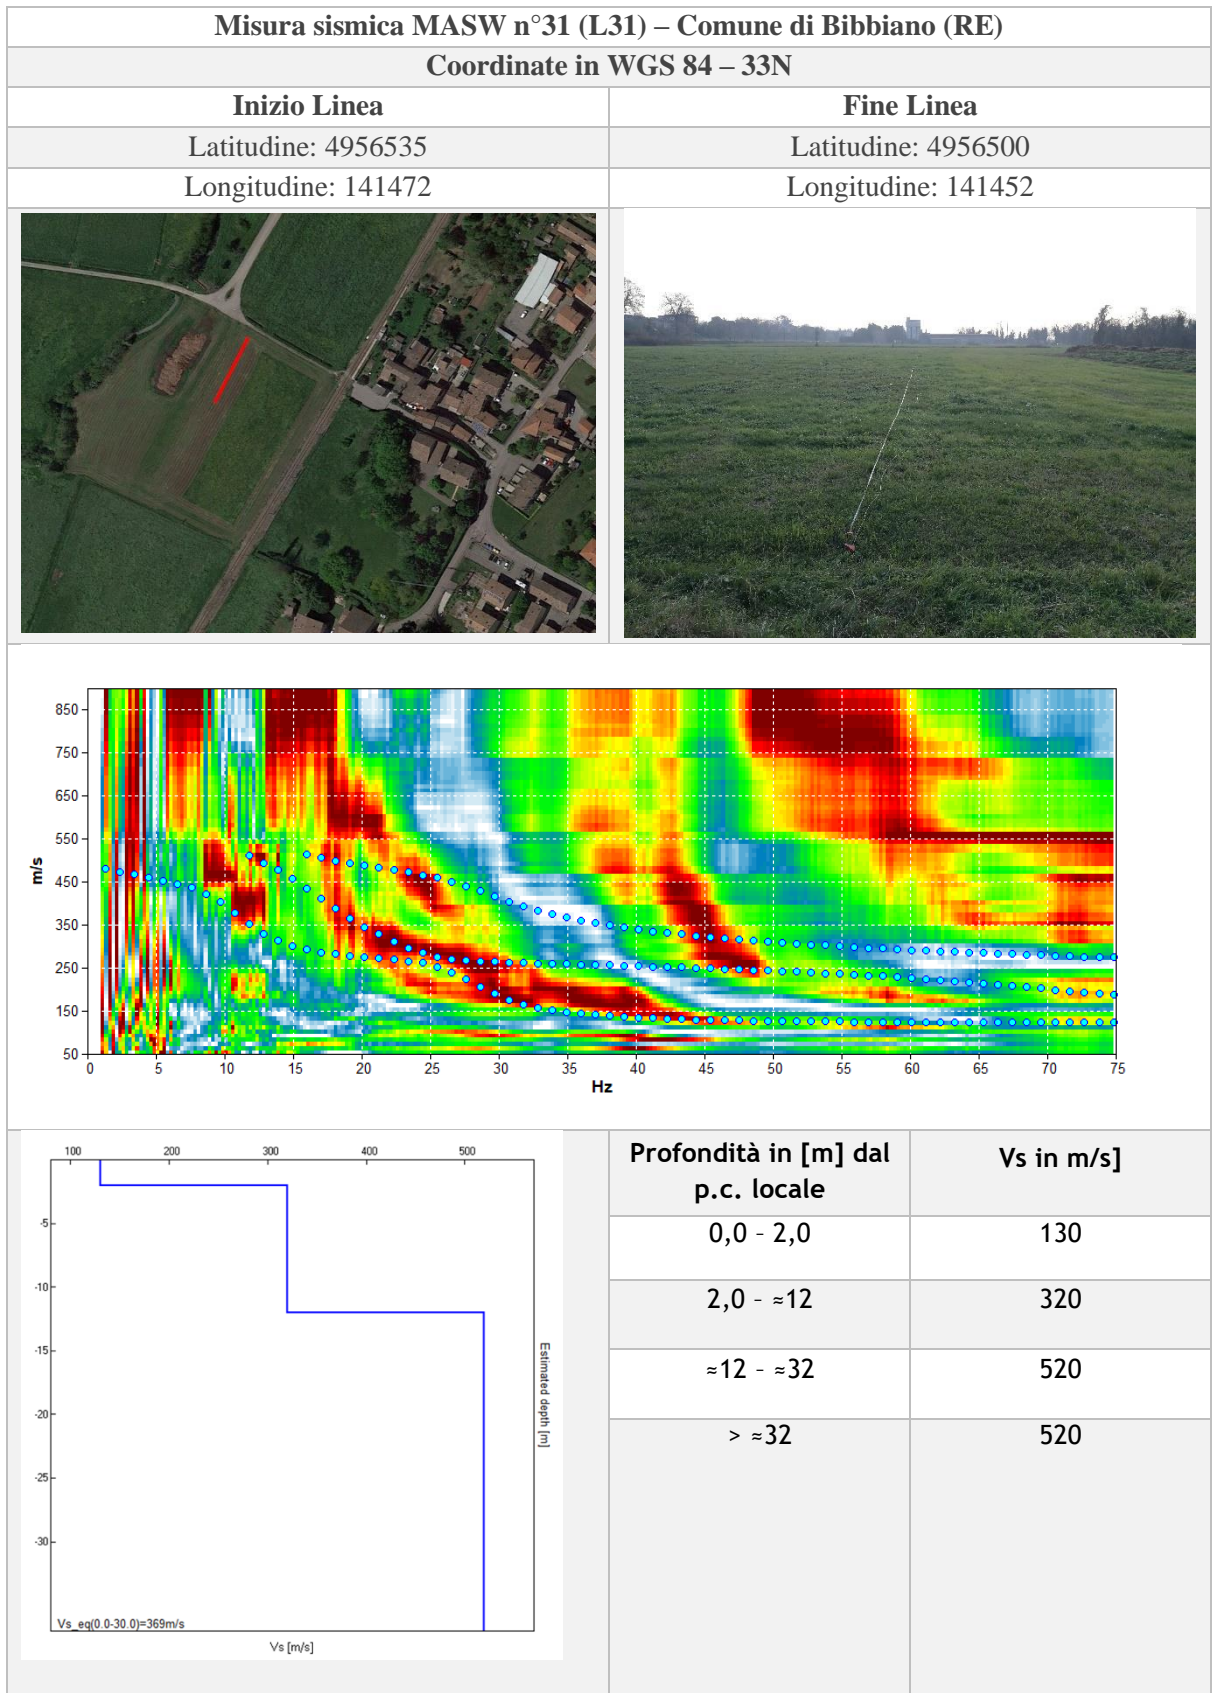 Misura sismica MASW n°31 (L31) – Comune di Bibbiano (RE)
Coordinate in WGS 84 – 33N
Inizio Linea
Fine Linea
Latitudine: 4956535
Latitudine: 4956500
Longitudine: 141472
Longitudine: 141452
850
750
650
550
450
350
250
150
50
m/s
0 5 10 15 20 25 30 35 40 45 50 55 60 65 70 75
Hz
100 200 300 400 500
-5
-10
-15
-20
-25
-30
Estimated depth [m]
Vs_eq(0.0-30.0)=369m/s
Vs [m/s]
Profondità in [m] dal
p.c. locale
Vs in m/s]
0,0 – 2,0
130
2,0 – ≈12
320
≈12 – ≈32
520
> ≈32
520